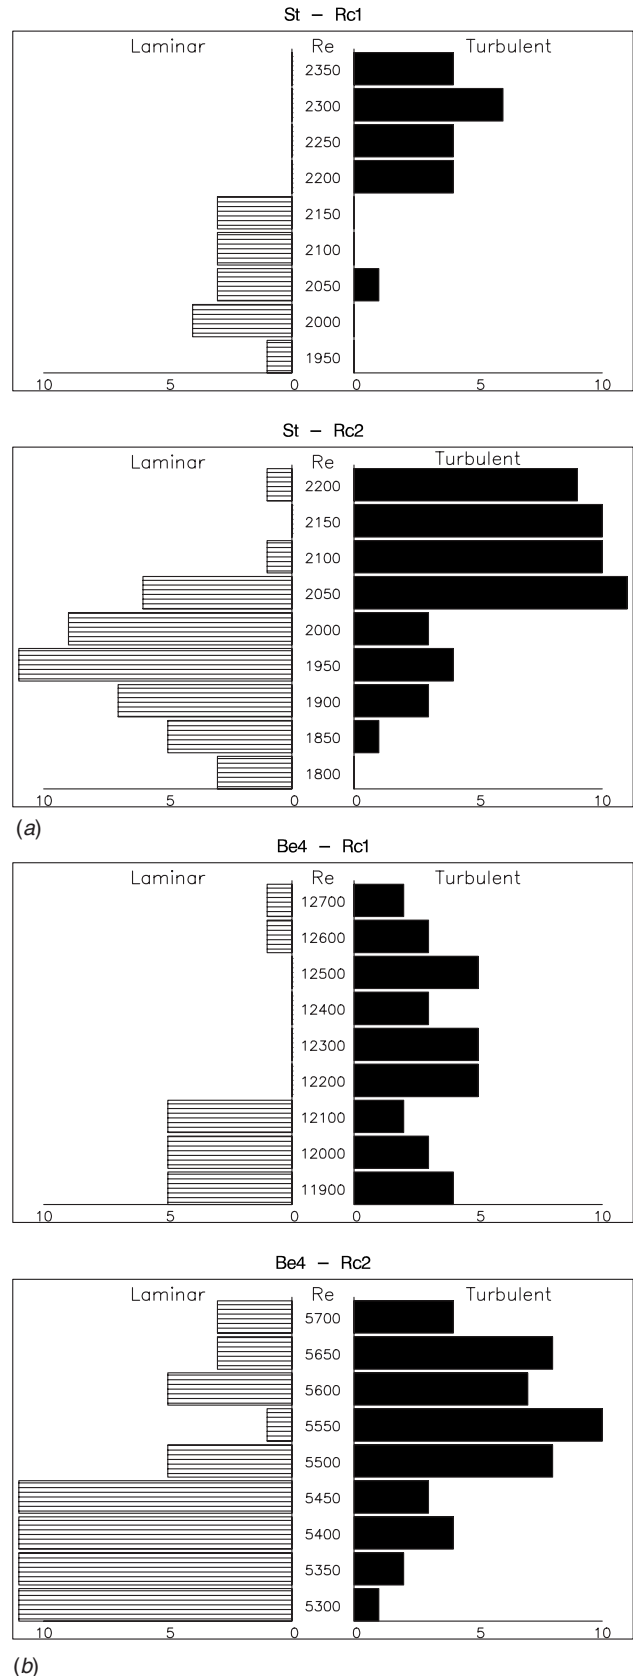 St – Rc1
Laminar Re Turbulent
2350
2300
2250
2200
2150
2100
2050
2000
1950
10 5 0 0 5 10
St – Rc2
Laminar Re Turbulent
2200
2150
2100
2050
2000
1950
1900
1850
1800
10 5 0 0 5 10
(a)
Be4 – Rc1
Laminar Re Turbulent
12700
12600
12500
12400
12300
12200
12100
12000
11900
10 5 0 0 5 10
Be4 – Rc2
Laminar Re Turbulent
5700
5650
5600
5550
5500
5450
5400
5350
5300
10 5 0 0 5 10
(b)